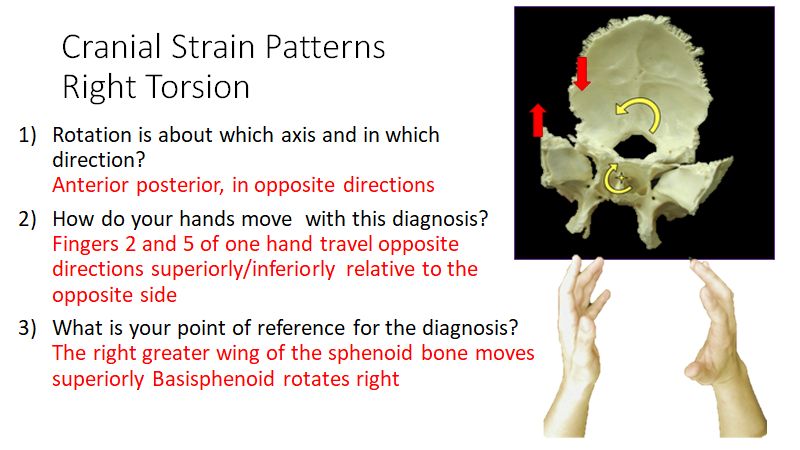 Cranial Strain Patterns
Right Torsion
1) Rotation is about which axis and in which
direction?
Anterior posterior, in opposite directions
2) How do your hands move with this diagnosis?
Fingers 2 and 5 of one hand travel opposite
directions superiorly/inferiorly relative to the
opposite side
3) What is your point of reference for the diagnosis?
The right greater wing of the sphenoid bone moves
superiorly Basisphenoid rotates right